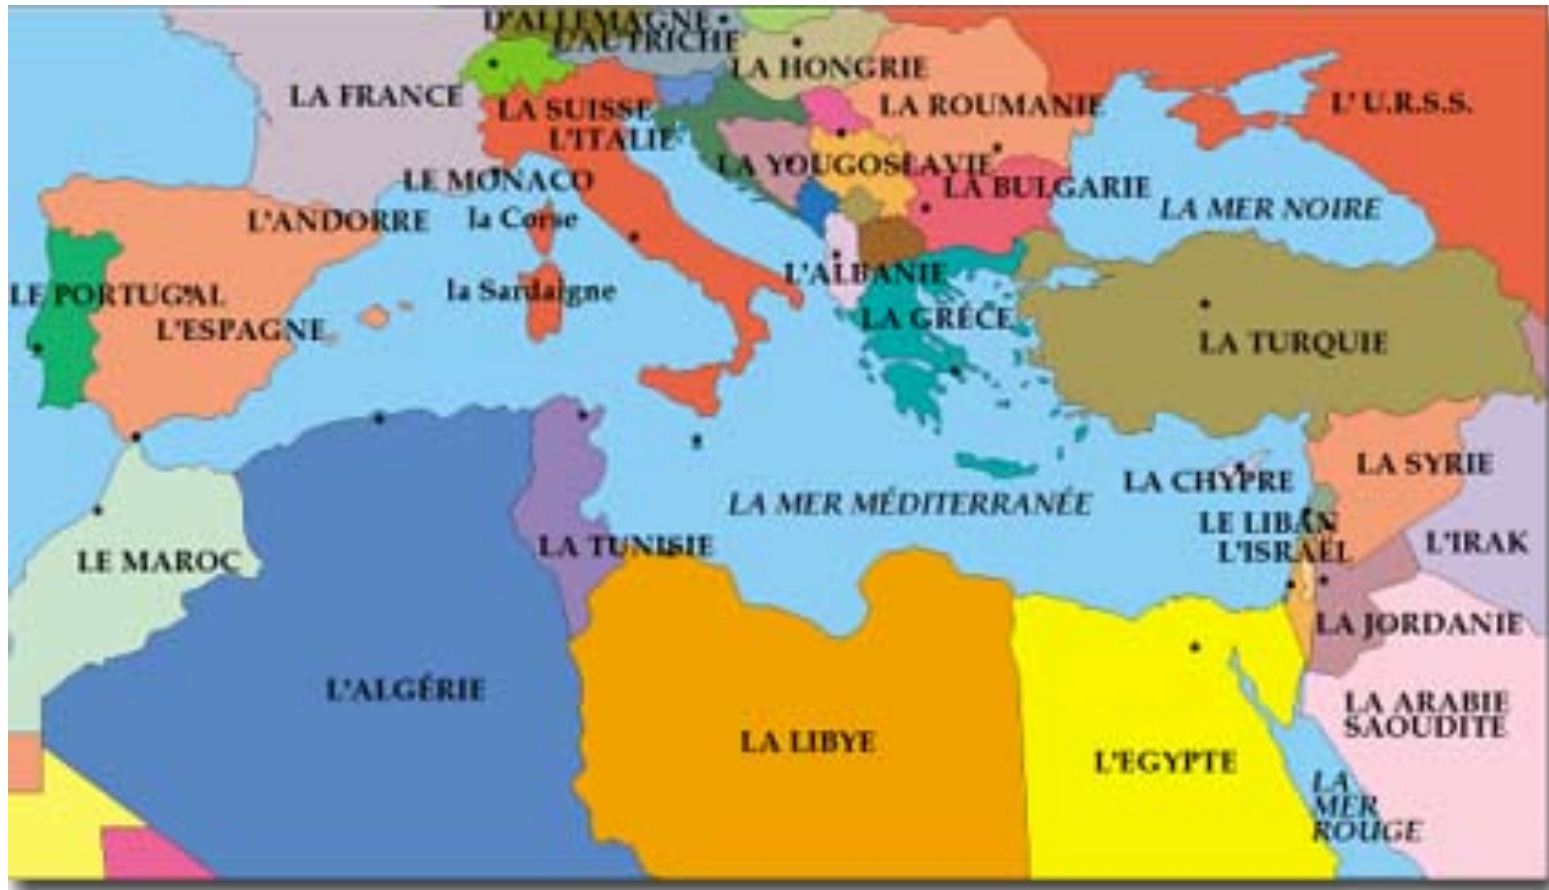 D'ALLEMAGNE
L'AUTRICHE
LA HONGRIE
LA FRANCE
LA SUISSE
LA ROUMANIE
L' U.R.S.S.
L'ITALIE
LA YOUGOSLAVIE
LE MONACO
LA BULGARIE
L'ANDORRE
la Corse
LA MER NOIRE
L'ALBANIE
LE PORTUGAL
la Sardaigne
L'ESPAGNE
LA GRÉCE
LA TURQUIE
LA SYRIE
LA CHYPRE
LA MER MÉDITERRANÉE
LE LIBAN
L'ISRAËL
L'IRAK
LE MAROC
LA TUNISIE
LA JORDANIE
L'ALGÉRIE
LA ARABIE
SAOUDITE
LA LIBYE
L'EGYPTE
LA
MER
ROUGE